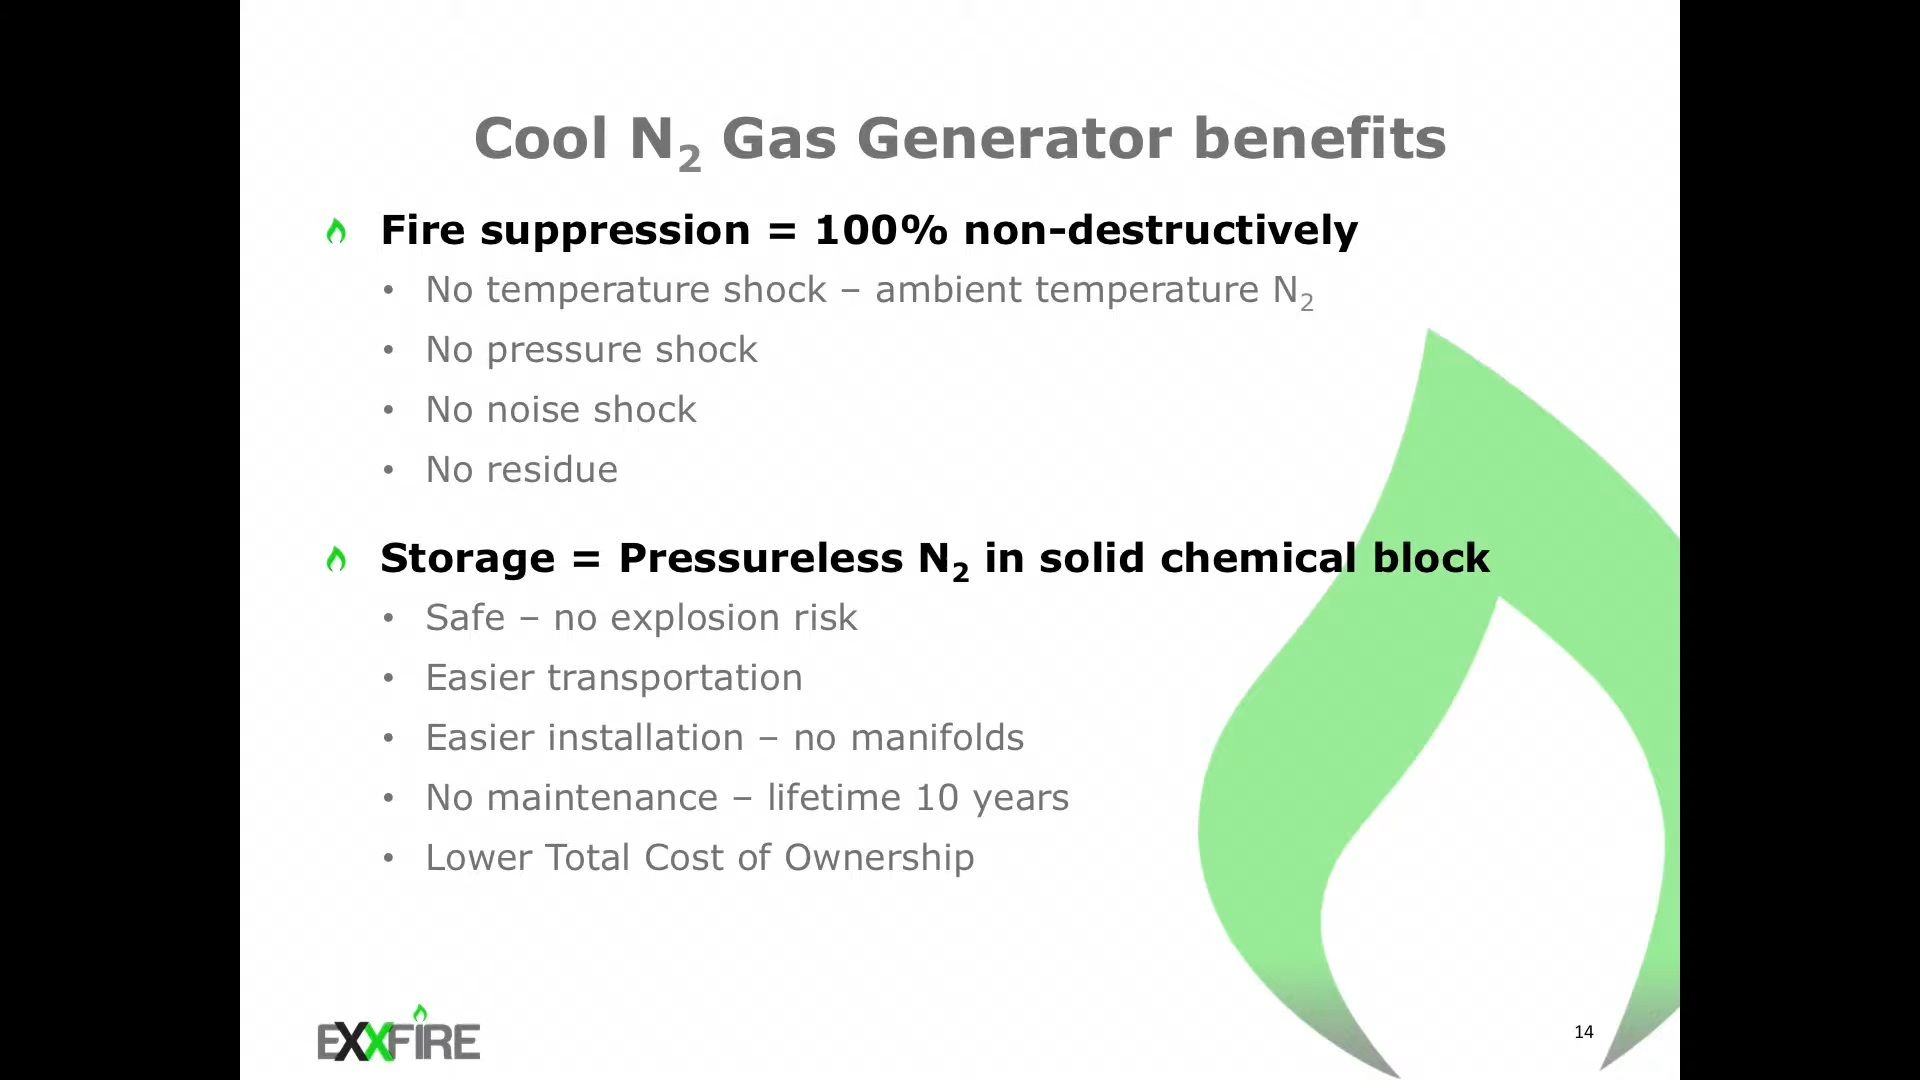 Cool N₂ Gas Generator benefits
Fire suppression = 100% non-destructively
• No temperature shock – ambient temperature N₂
• No pressure shock
• No noise shock
• No residue
Storage = Pressureless N₂ in solid chemical block
• Safe – no explosion risk
• Easier transportation
• Easier installation – no manifolds
• No maintenance – lifetime 10 years
• Lower Total Cost of Ownership
EXXFIRE
14